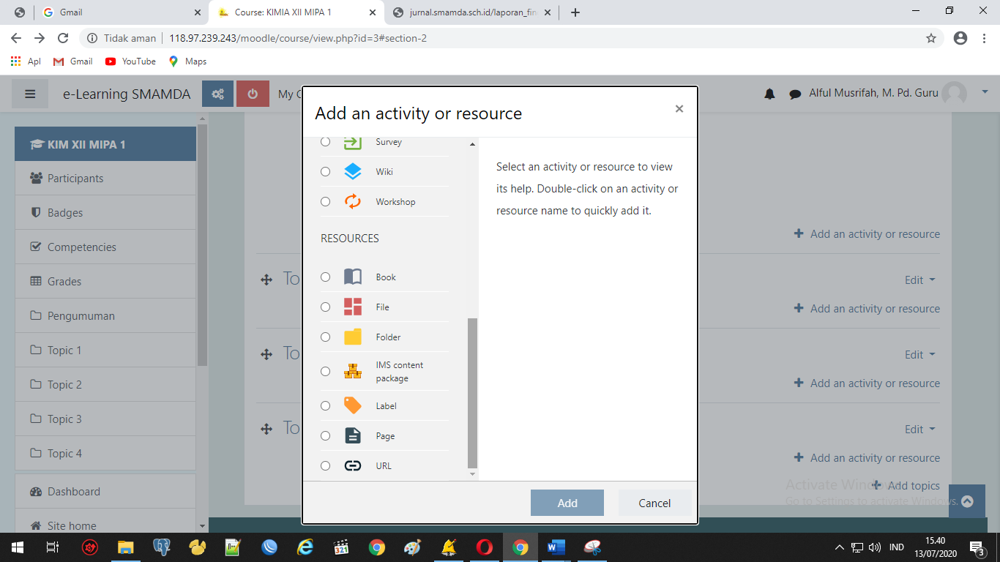 Gmail
Course: KIMIA XII MIPA 1
jurnal.smamda.sch.id/laporan_fin
Tidak aman
118.97.239.243/moodle/course/view.php?id=3#section-2
Apl
Gmail
YouTube
Maps
e-Learning SMAMDA
My C
Alful Musrifah, M. Pd. Guru
KIM XII MIPA 1
Participants
Badges
Competencies
Grades
Pengumuman
Topic 1
Topic 2
Topic 3
Topic 4
Dashboard
Site home
Add an activity or resource
Survey
Wiki
Workshop
RESOURCES
Book
File
Folder
IMS content
package
Label
Page
URL
Select an activity or resource to view
its help. Double-click on an activity or
resource name to quickly add it.
Add
Cancel
Add an activity or resource
To
Edit
Add an activity or resource
To
Edit
Add an activity or resource
To
Edit
Add an activity or resource
Add topics
Activate Windows
Go to Settings to activate Windows.
321
IND
15.40
13/07/2020
3